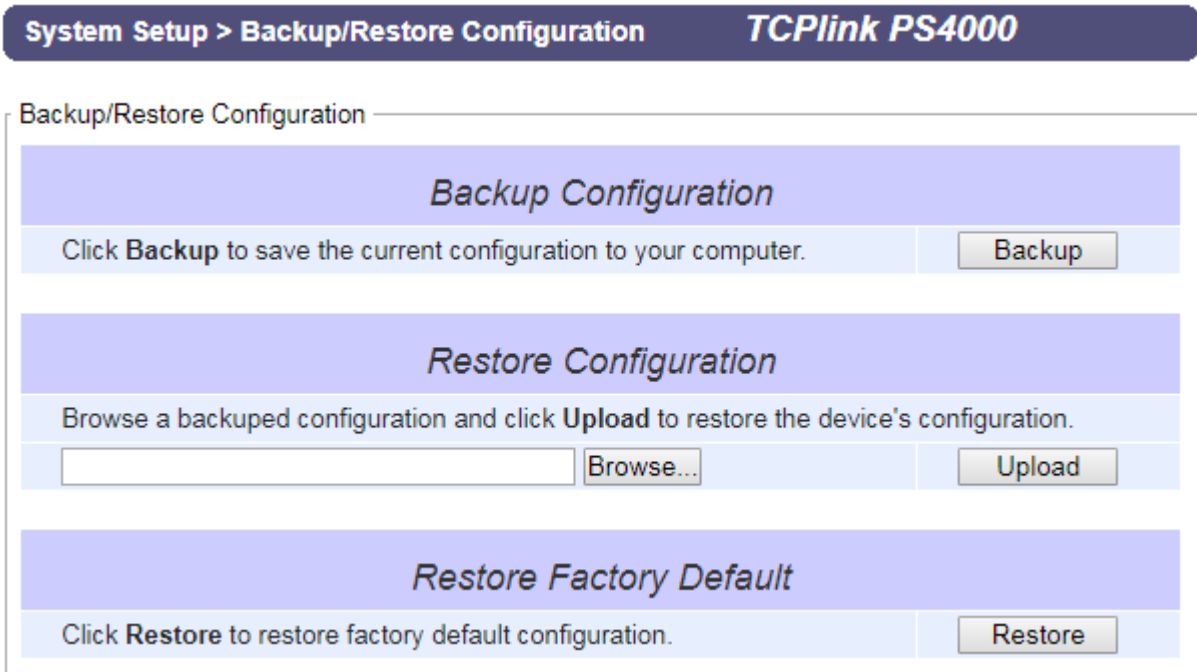 System Setup > Backup/Restore Configuration TCPlink PS4000
Backup/Restore Configuration
Backup Configuration
Click Backup to save the current configuration to your computer. Backup
Restore Configuration
Browse a backuped configuration and click Upload to restore the device's configuration.
Browse... Upload
Restore Factory Default
Click Restore to restore factory default configuration. Restore